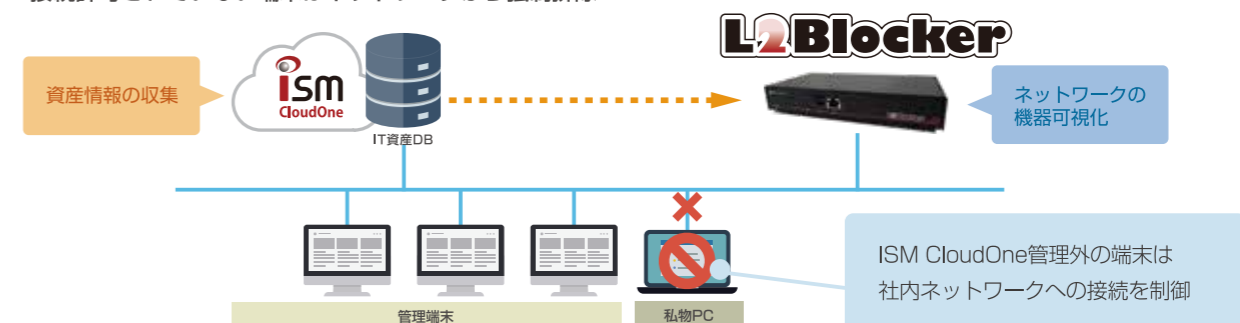 資産情報の収集
ism
CloudOne
IT資産DB
L2Blocker
ネットワークの
機器可視化
管理端末
私物PC
ISM CloudOne管理外の端末は
社内ネットワークへの接続を制御